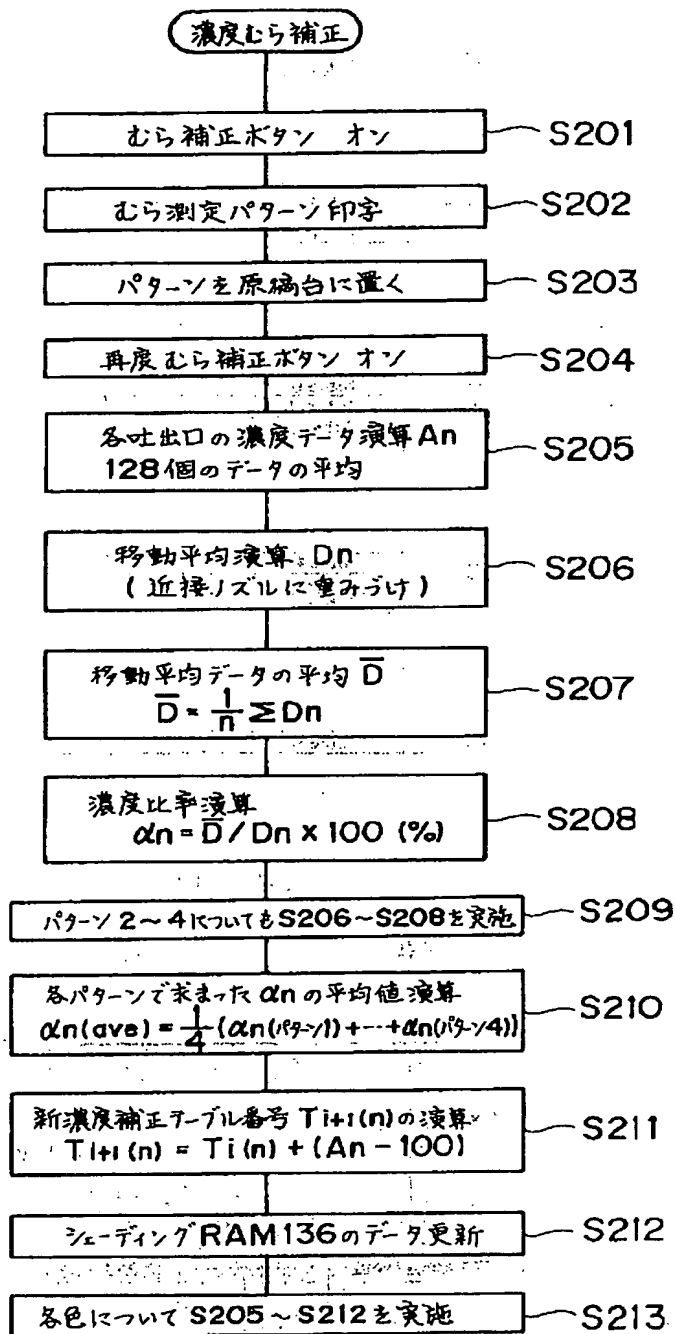 濃度むら補正
むら補正ボタン オン
S201
むら測定パターン印字
S202
パターンを原稿台に置く
S203
再度むら補正ボタン オン
S204
各吐出口の濃度データ演算 An
128個のデータの平均
S205
移動平均演算 Dn
(近接ノズルに重みづけ)
S206
移動平均データの平均 D̅
D̅ = 1/n ΣDn
S207
濃度比率演算
αn = D̅ / Dn × 100 (%)
S208
パターン2～4についてもS206～S208を実施
S209
各パターンで求まった αn の平均値演算
αn(ave) = 1/4 {αn(パターン1) + ‥‥ + αn(パターン4)}
S210
新濃度補正テーブル番号 Ti+1(n)の演算
Ti+1(n) = Ti(n) + (An − 100)
S211
シェーディングRAM136のデータ更新
S212
各色について S205～S212を実施
S213